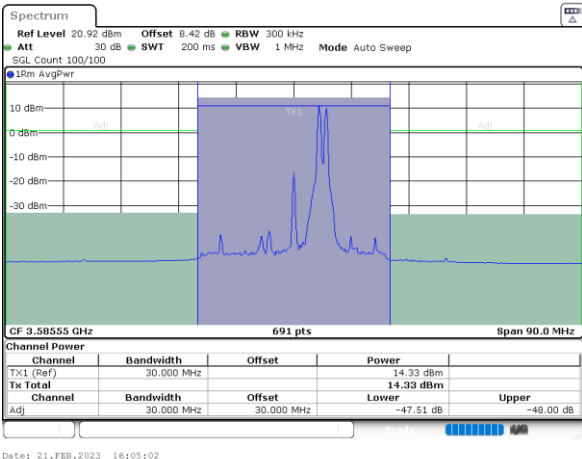 Spectrum
Ref Level 20.92 dBm Offset 8.42 dB RBW 300 kHz
Att 30 dB SWT 200 ms VBW 1 MHz Mode Auto Sweep
SGL Count 100/100
1Rm AvgPwr
10 dBm
TX1
Adj
0 dBm
Adj
-10 dBm
-20 dBm
-30 dBm
CF 3.58555 GHz 691 pts Span 90.0 MHz
Channel Power
Channel Bandwidth Offset Power
TX1 (Ref) 30.000 MHz 14.33 dBm
Tx Total 14.33 dBm
Channel Bandwidth Offset Lower Upper
Adj 30.000 MHz 30.000 MHz -47.51 dB -48.00 dB
Ready
Date: 21.FEB.2023 16:05:02